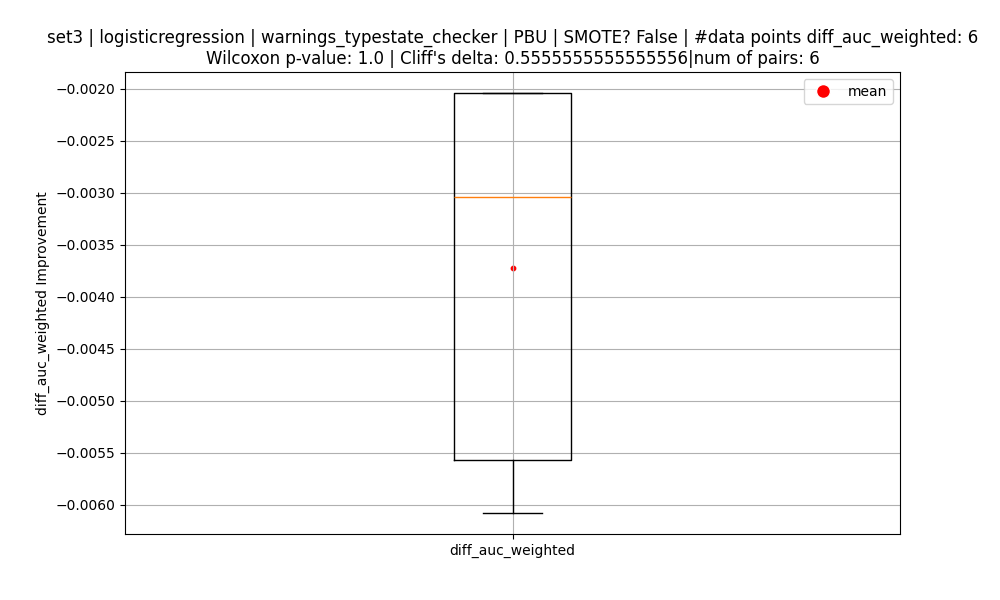 set3 | logisticregression | warnings_typestate_checker | PBU | SMOTE? False | #data points diff_auc_weighted: 6
Wilcoxon p-value: 1.0 | Cliff's delta: 0.5555555555555556|num of pairs: 6
mean
−0.0020
−0.0025
−0.0030
−0.0035
−0.0040
−0.0045
−0.0050
−0.0055
−0.0060
diff_auc_weighted Improvement
diff_auc_weighted